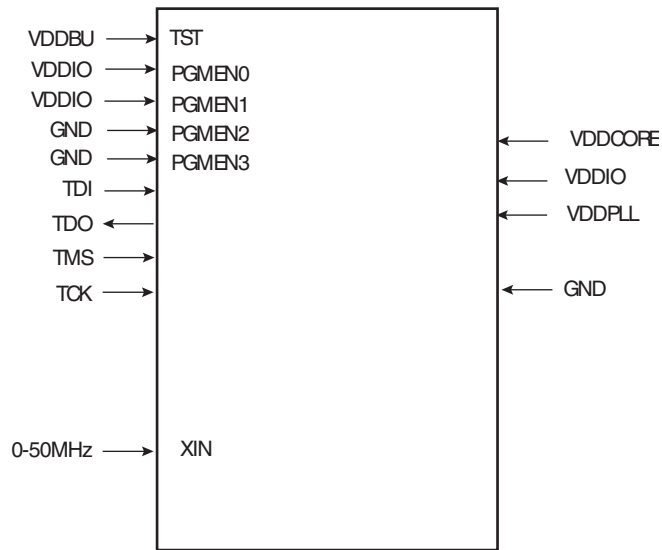 VDDBU TST
VDDIO PGMEN0
VDDIO PGMEN1
GND PGMEN2
GND PGMEN3
VDDCORE
TDI
VDDIO
TDO
VDDPLL
TMS
TCK
GND
0-50MHz XIN